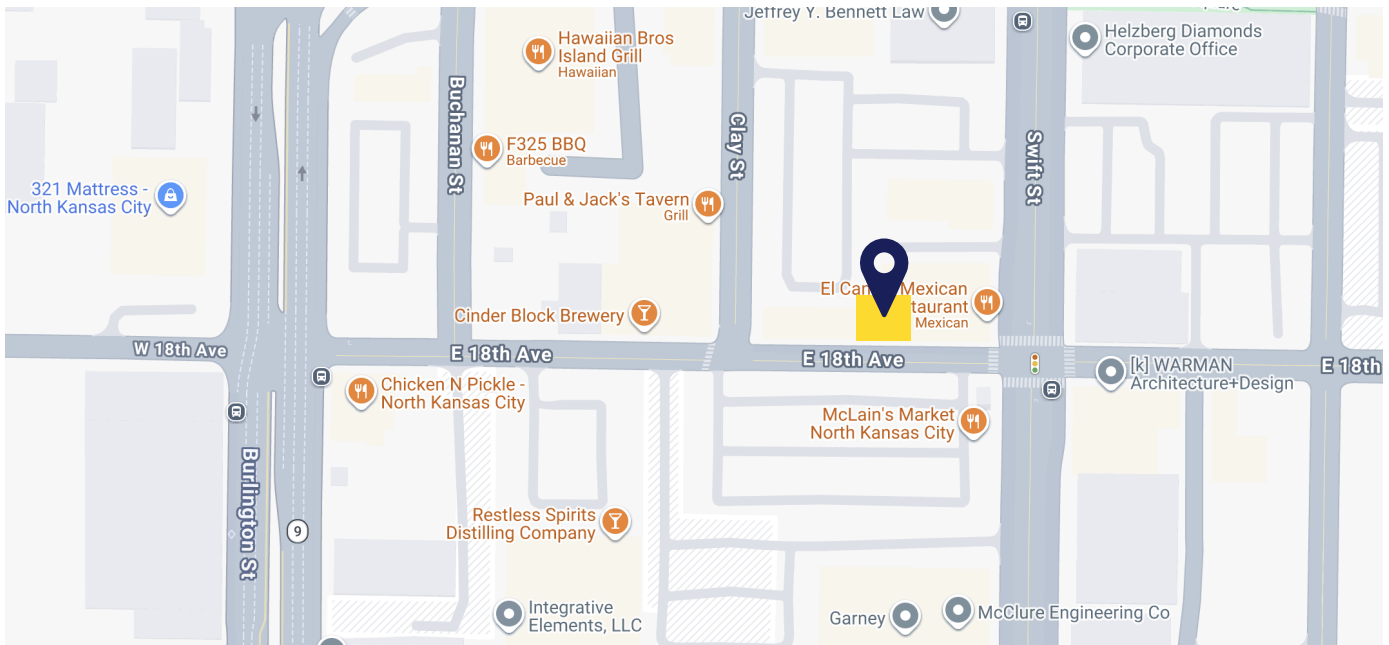 Jeffrey Y. Bennett Law
Helzberg Diamonds
Corporate Office
Hawaiian Bros
Island Grill
Hawaiian
Buchanan St
F325 BBQ
Barbecue
Clay St
Swift St
321 Mattress -
North Kansas City
Paul & Jack's Tavern
Grill
El Ca Mexican
taurant
Mexican
Cinder Block Brewery
W 18th Ave
E 18th Ave
E 18th Ave
E 18th
[k] WARMAN
Architecture+Design
Chicken N Pickle -
North Kansas City
McLain's Market
North Kansas City
Burlington St
9
Restless Spirits
Distilling Company
Integrative
Elements, LLC
Garney
McClure Engineering Co